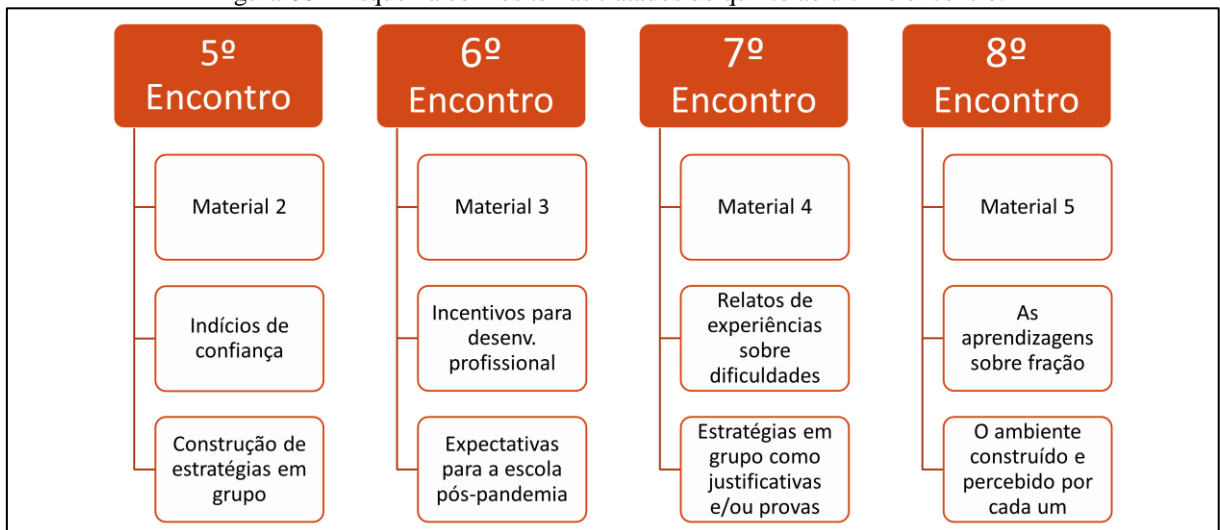 5º
Encontro
Material 2
Indícios de
confiança
Construção de
estratégias em
grupo
6º
Encontro
Material 3
Incentivos para
desenv.
profissional
Expectativas
para a escola
pós-pandemia
7º
Encontro
Material 4
Relatos de
experiências
sobre
dificuldades
Estratégias em
grupo como
justificativas
e/ou provas
8º
Encontro
Material 5
As
aprendizagens
sobre fração
O ambiente
construído e
percebido por
cada um